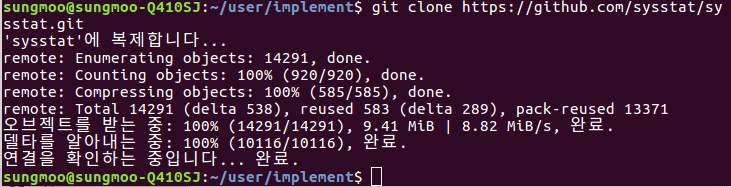 sungmoo@sungmoo-Q410SJ:~/user/implement$ git clone https://github.com/sysstat/sy
sstat.git
'sysstat'에 복제합니다...
remote: Enumerating objects: 14291, done.
remote: Counting objects: 100% (920/920), done.
remote: Compressing objects: 100% (585/585), done.
remote: Total 14291 (delta 538), reused 583 (delta 289), pack-reused 13371
오브젝트를 받는 중: 100% (14291/14291), 9.41 MiB | 8.82 MiB/s, 완료.
델타를 알아내는 중: 100% (10116/10116), 완료.
연결을 확인하는 중입니다... 완료.
sungmoo@sungmoo-Q410SJ:~/user/implement$